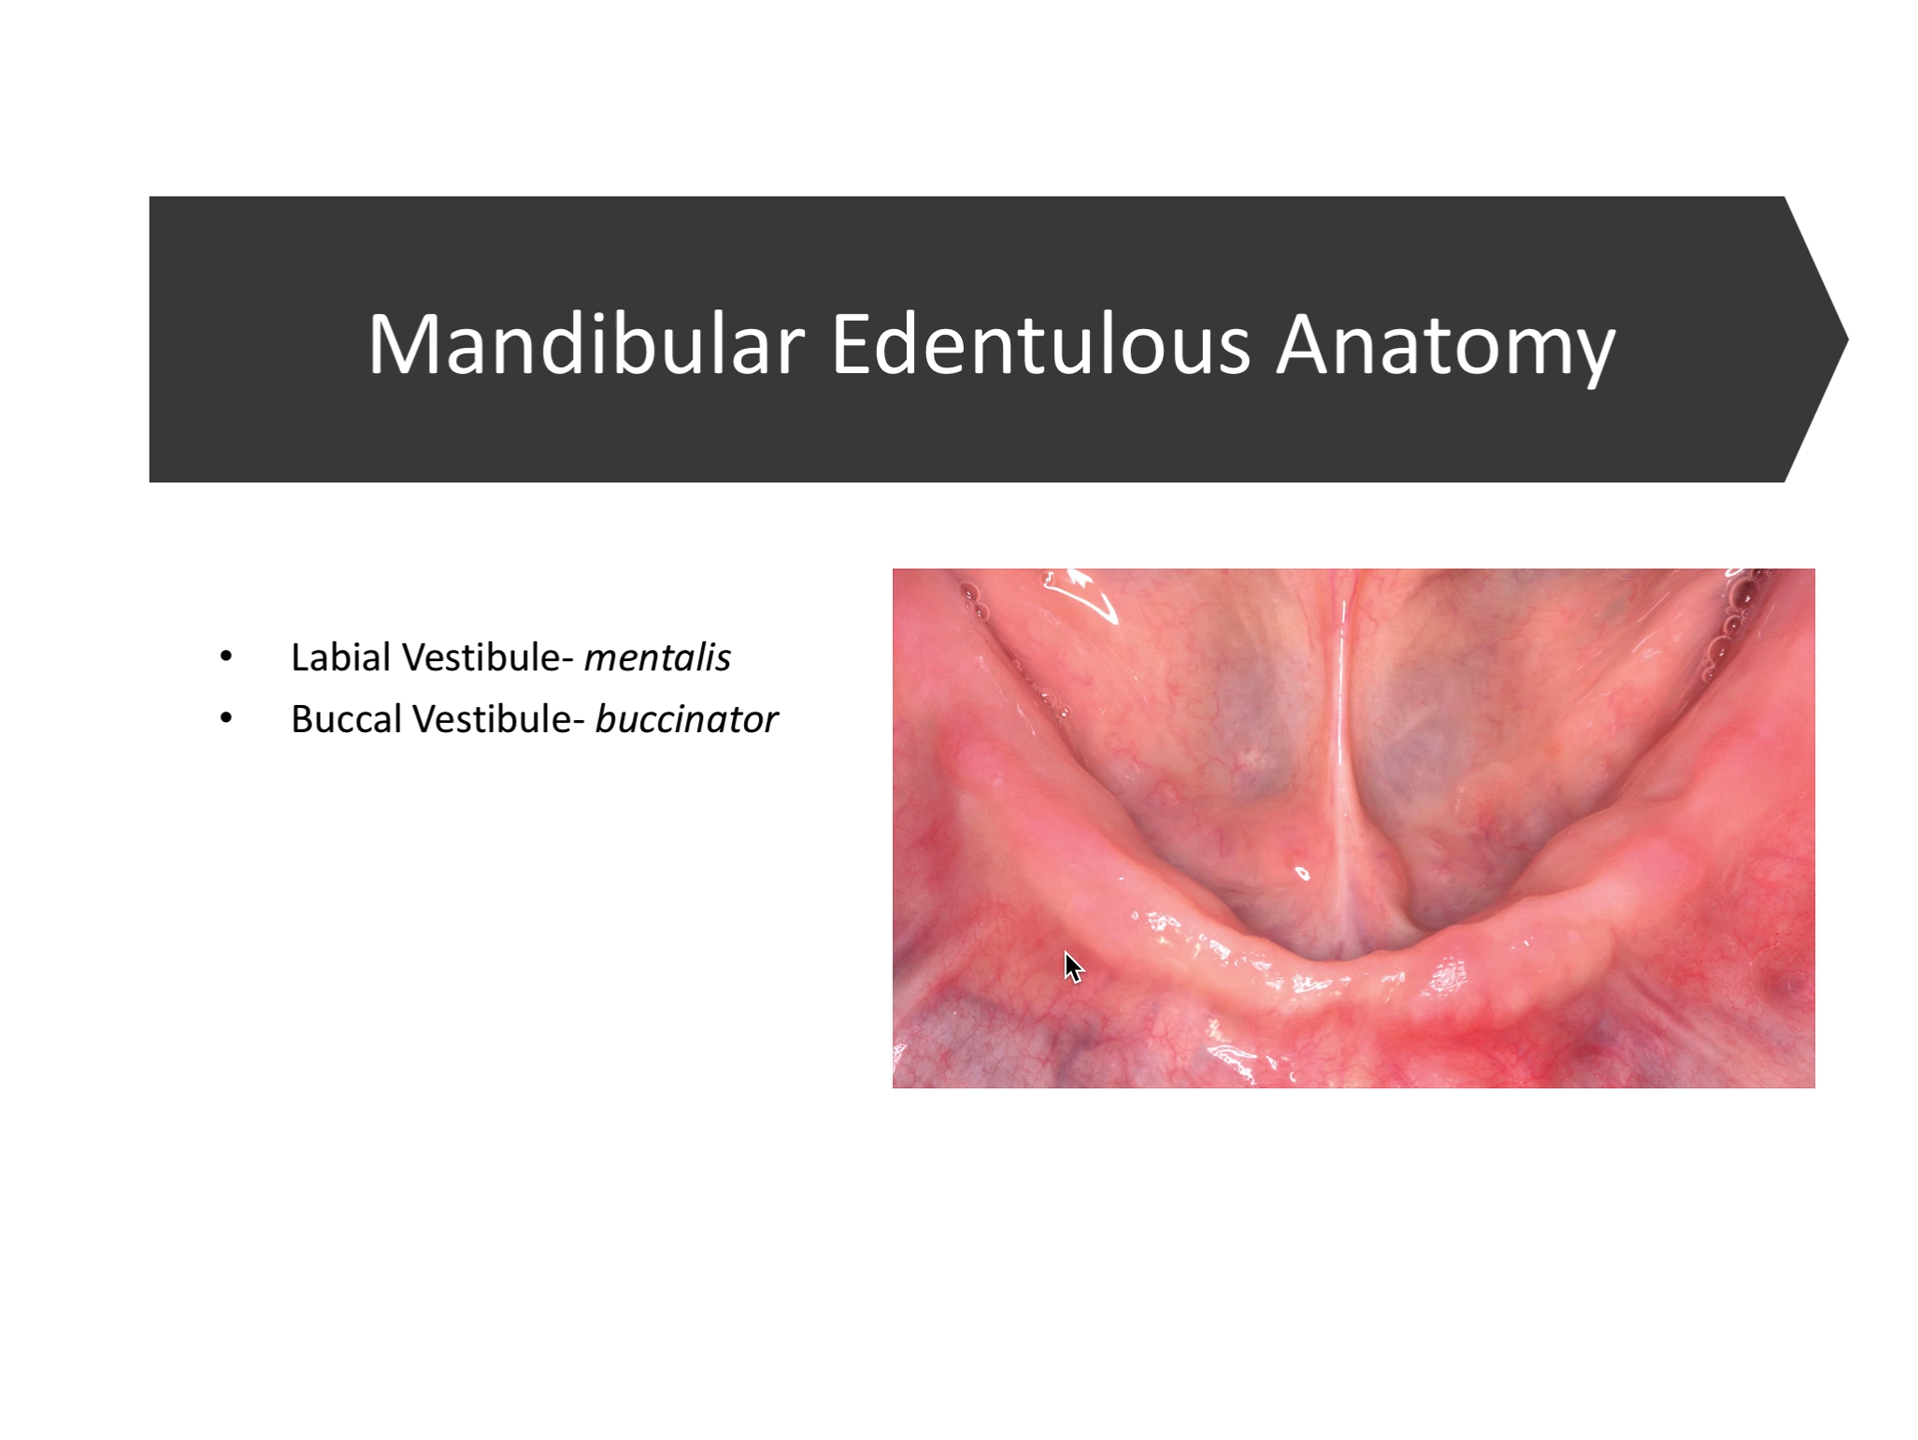 Mandibular Edentulous Anatomy
• Labial Vestibule- mentalis
• Buccal Vestibule- buccinator